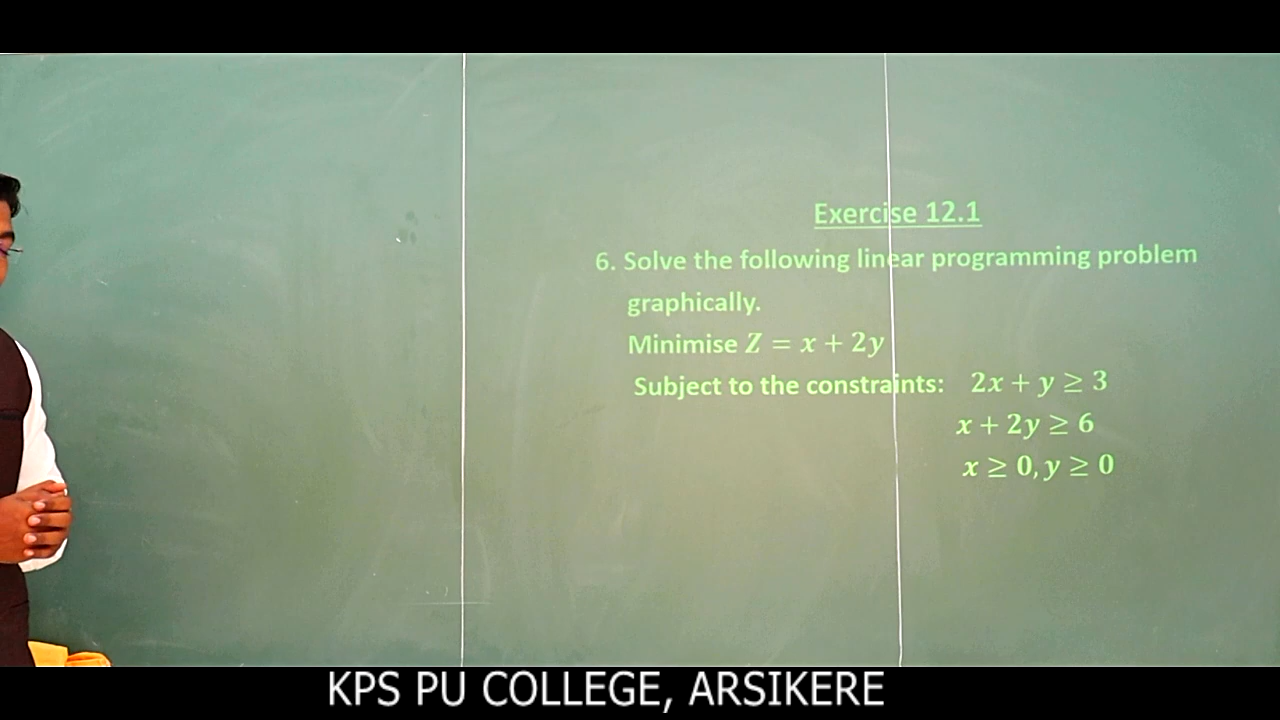 Exercise 12.1
6. Solve the following linear programming problem
graphically.
Minimise Z = x + 2y
Subject to the constraints: 2x + y ≥ 3
x + 2y ≥ 6
x ≥ 0, y ≥ 0
KPS PU COLLEGE, ARSIKERE